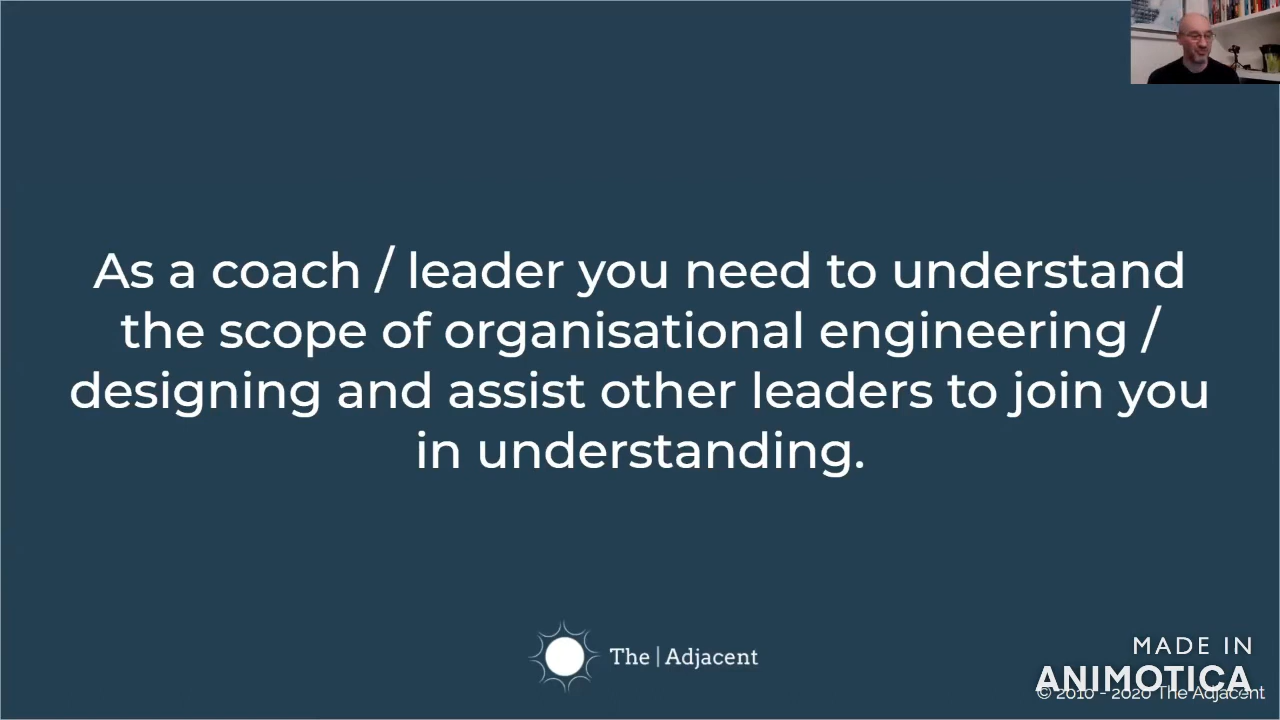 As a coach / leader you need to understand
the scope of organisational engineering /
designing and assist other leaders to join you
in understanding.
The | Adjacent
MADE IN
ANIMOTICA
© 2010 - 2020 The Adjacent